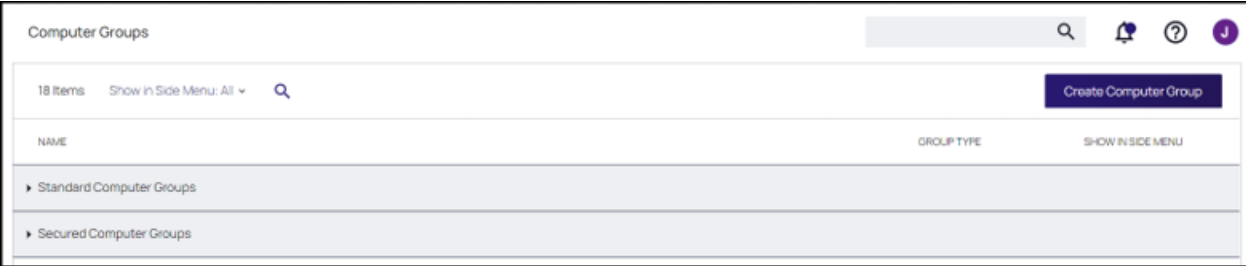 Computer Groups
J
18 Items Show in Side Menu: All
Create Computer Group
NAME GROUP TYPE SHOW IN SIDE MENU
Standard Computer Groups
Secured Computer Groups